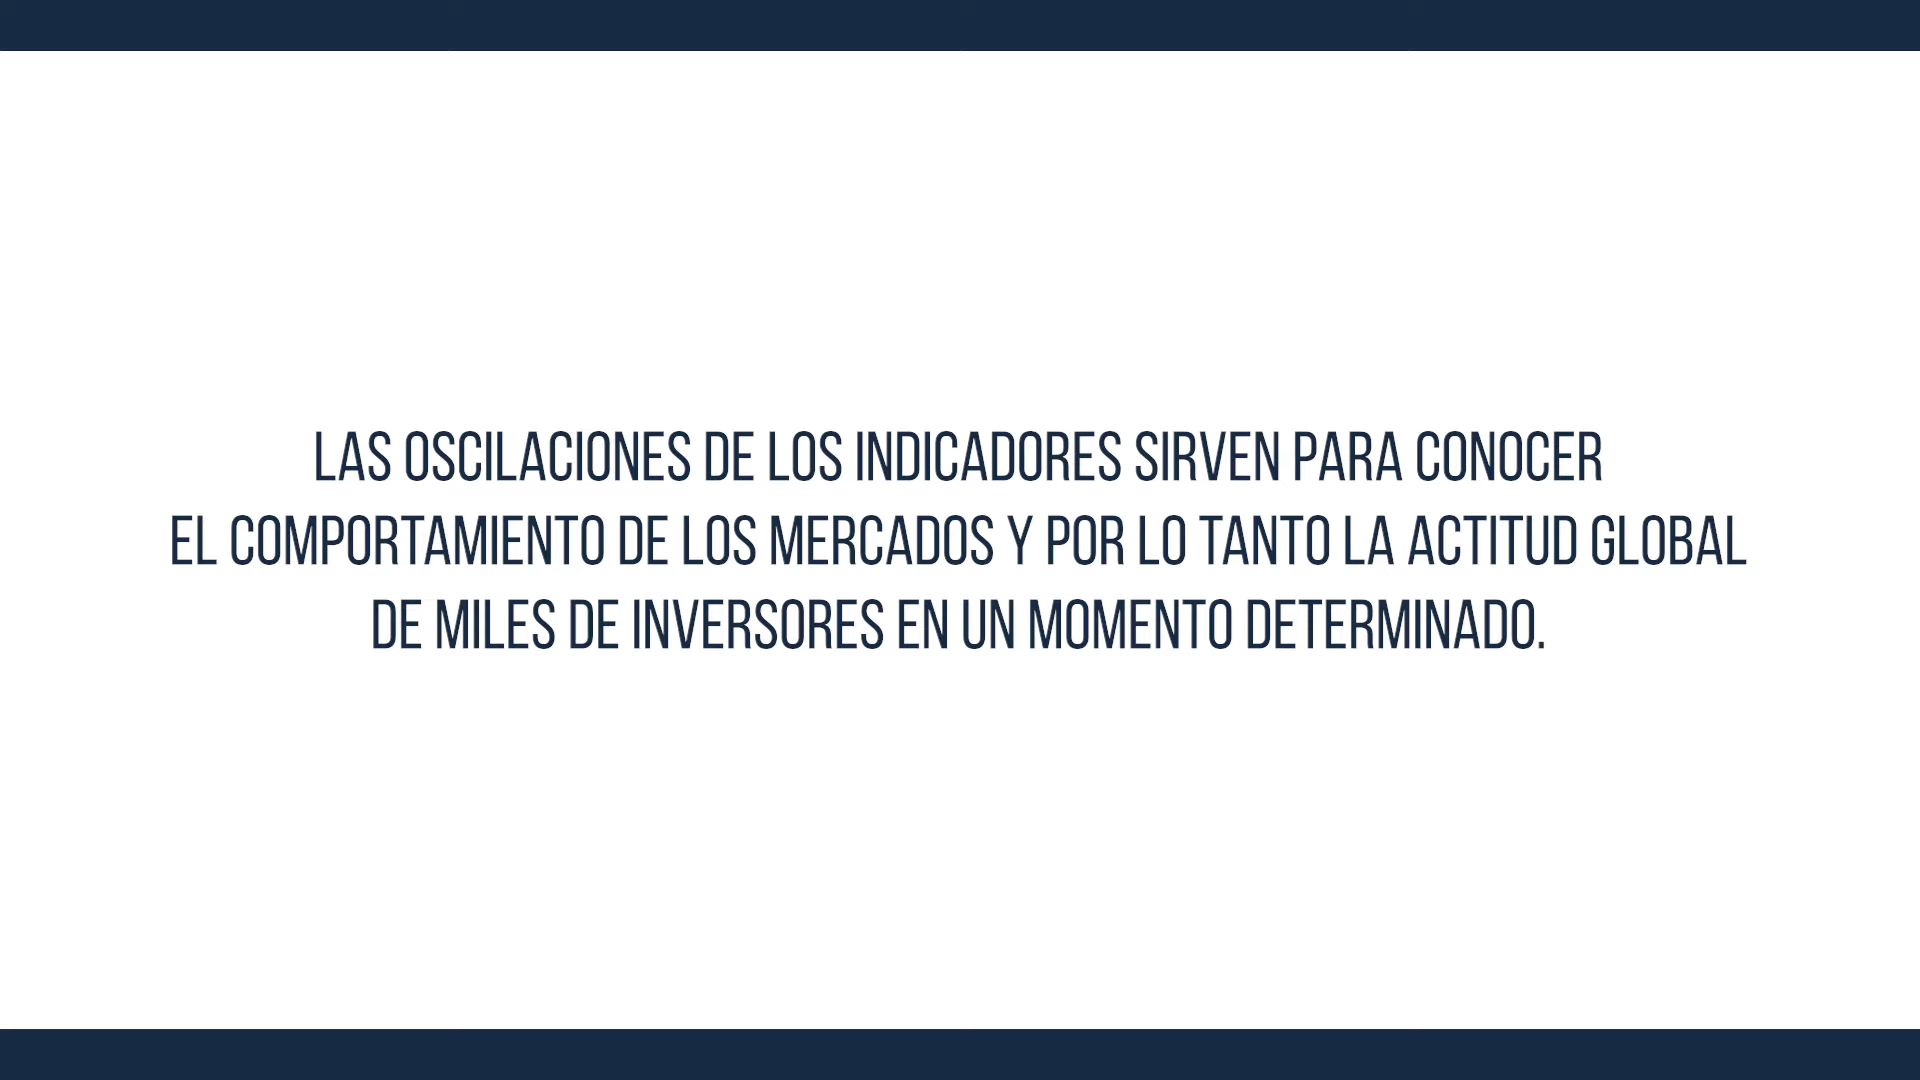 LAS OSCILACIONES DE LOS INDICADORES SIRVEN PARA CONOCER
EL COMPORTAMIENTO DE LOS MERCADOS Y POR LO TANTO LA ACTITUD GLOBAL
DE MILES DE INVERSORES EN UN MOMENTO DETERMINADO.